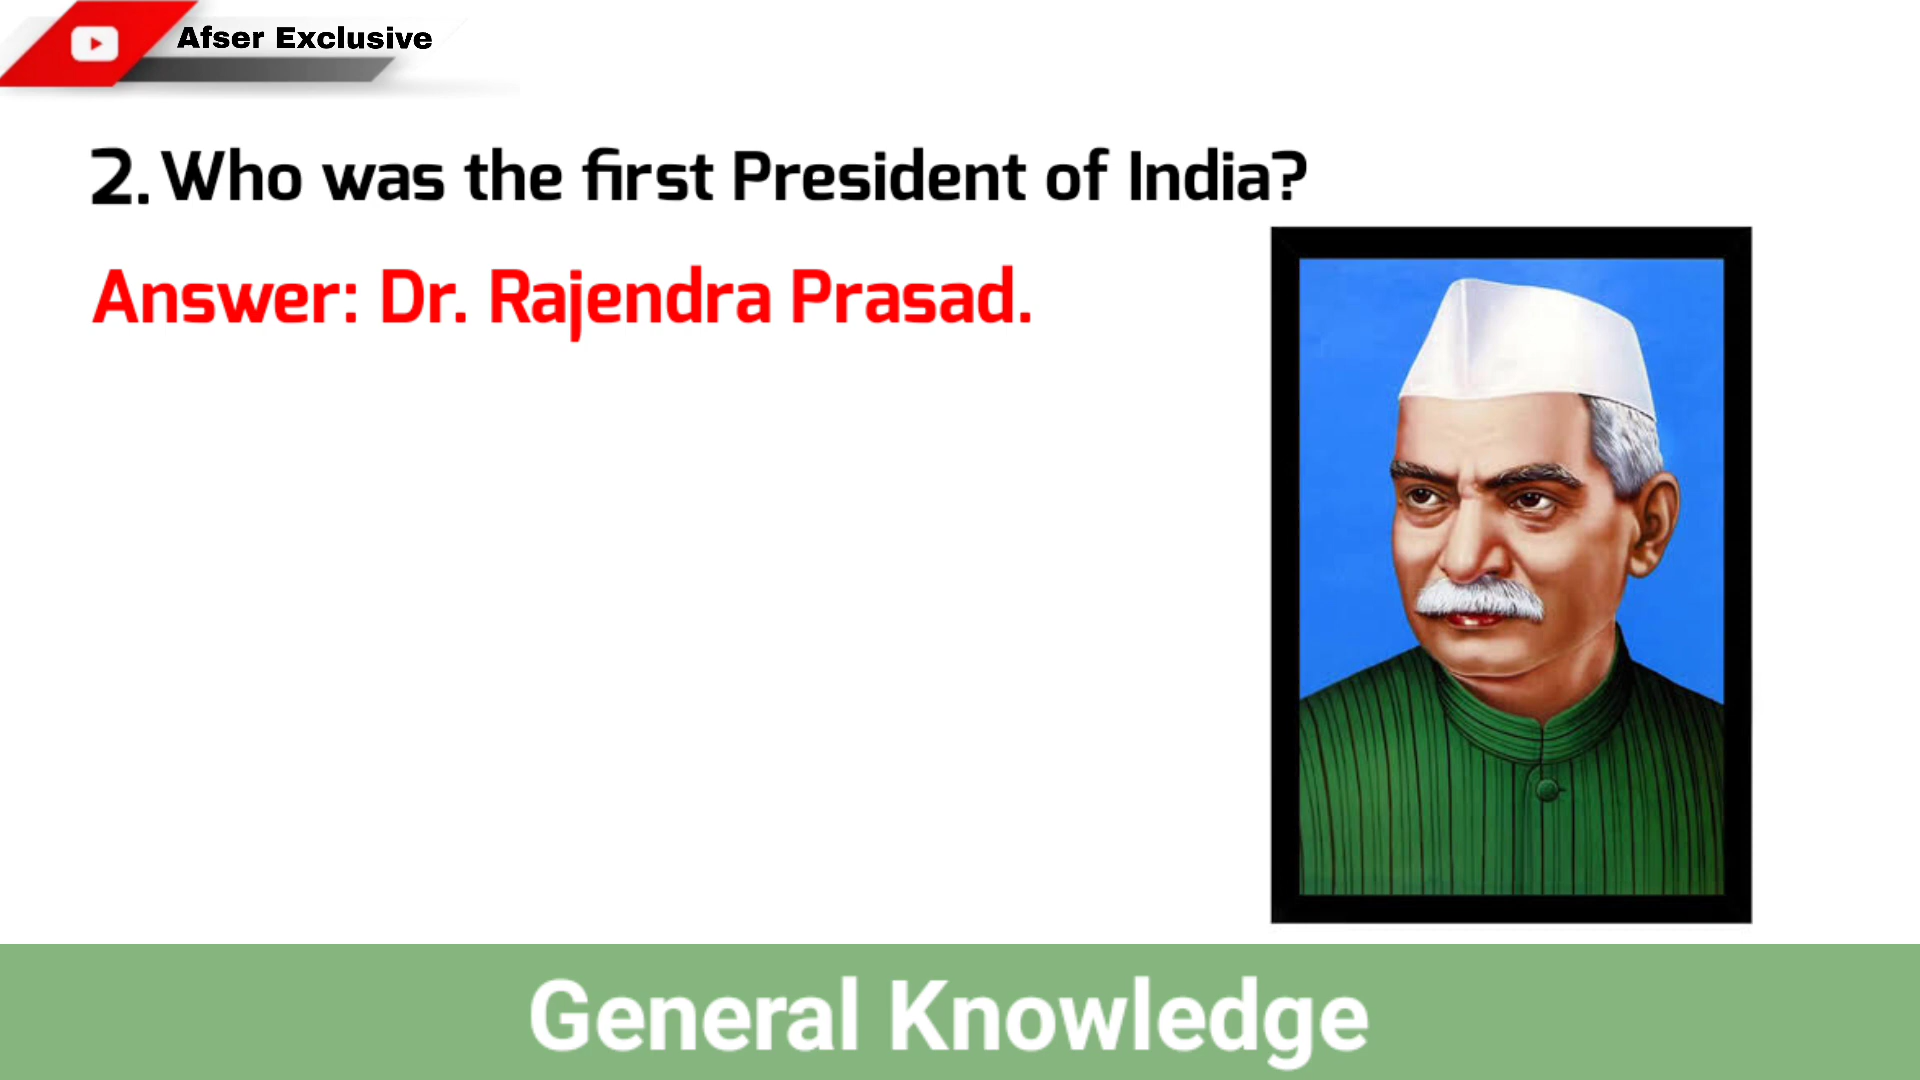 Afser Exclusive
2. Who was the first President of India?
Answer: Dr. Rajendra Prasad.
General Knowledge